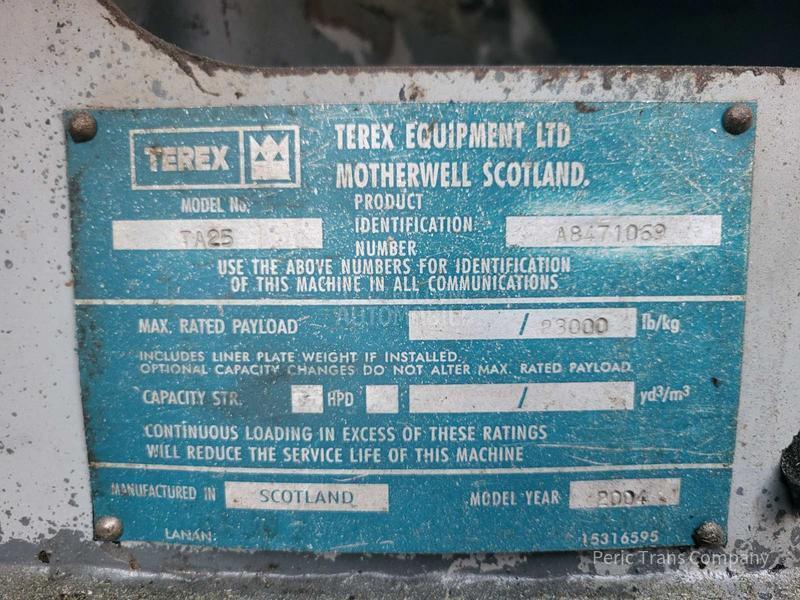 TEREX
TEREX EQUIPMENT LTD
MOTHERWELL SCOTLAND.
MODEL No.
TA25
PRODUCT
IDENTIFICATION
NUMBER
A8471069
USE THE ABOVE NUMBERS FOR IDENTIFICATION
OF THIS MACHINE IN ALL COMMUNICATIONS
MAX. RATED PAYLOAD / 23000 lb/kg
INCLUDES LINER PLATE WEIGHT IF INSTALLED.
OPTIONAL CAPACITY CHANGES DO NOT ALTER MAX. RATED PAYLOAD.
CAPACITY STR. HPD / yd³/m³
CONTINUOUS LOADING IN EXCESS OF THESE RATINGS
WILL REDUCE THE SERVICE LIFE OF THIS MACHINE
MANUFACTURED IN SCOTLAND MODEL YEAR 2004
LANAN. 15316595
Peric Trans Company